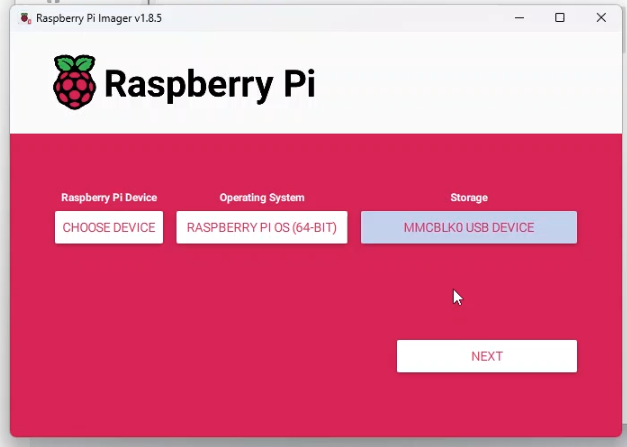 Raspberry Pi Imager v1.8.5
Raspberry Pi
Raspberry Pi Device
Operating System
Storage
CHOOSE DEVICE
RASPBERRY PI OS (64-BIT)
MMCBLK0 USB DEVICE
NEXT